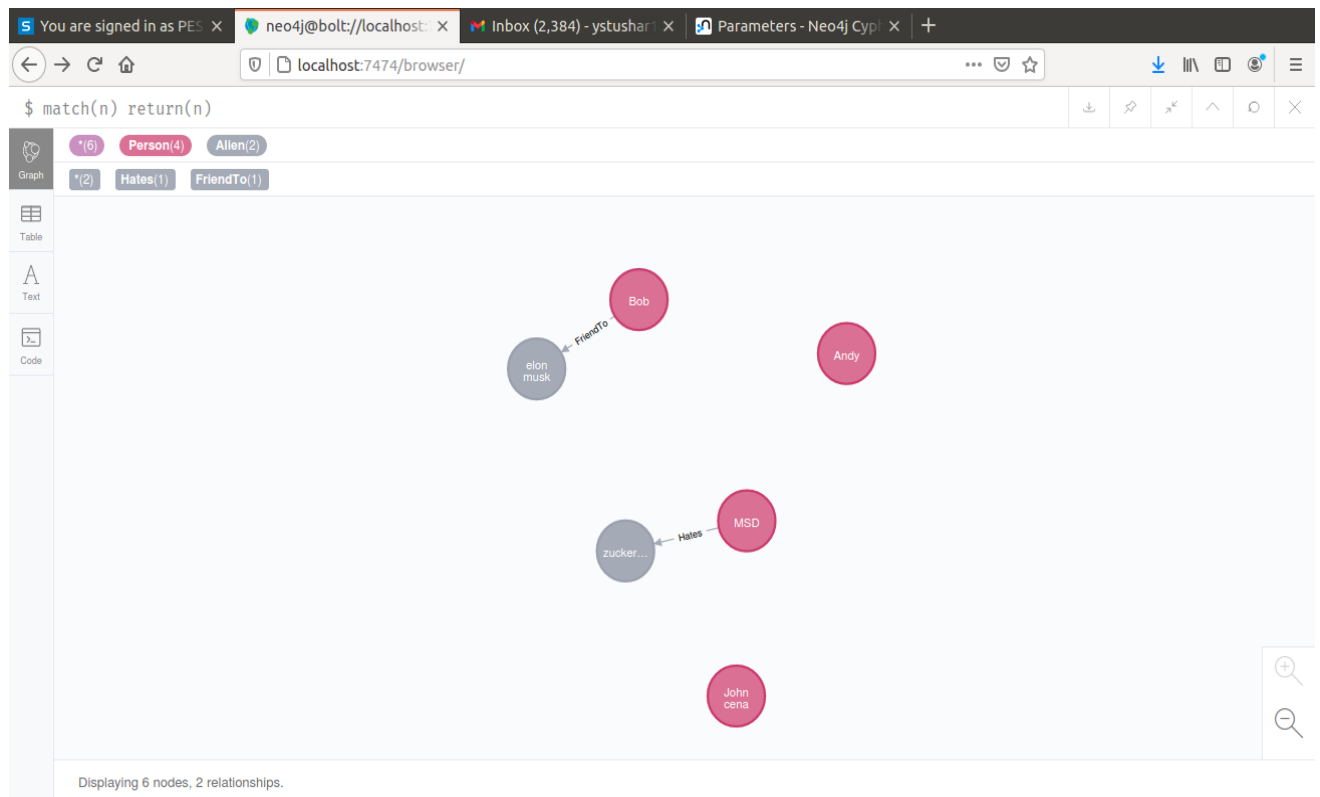 You are signed in as PES
neo4j@bolt://localhost:
Inbox (2,384) - ystushar
Parameters - Neo4j Cyph
localhost:7474/browser/
$ match(n) return(n)
*(6) Person(4) Alien(2)
Graph
*(2) Hates(1) FriendTo(1)
Table
Text
Code
Bob
FriendTo
elon
musk
Andy
MSD
Hates
zucker...
John
cena
Displaying 6 nodes, 2 relationships.